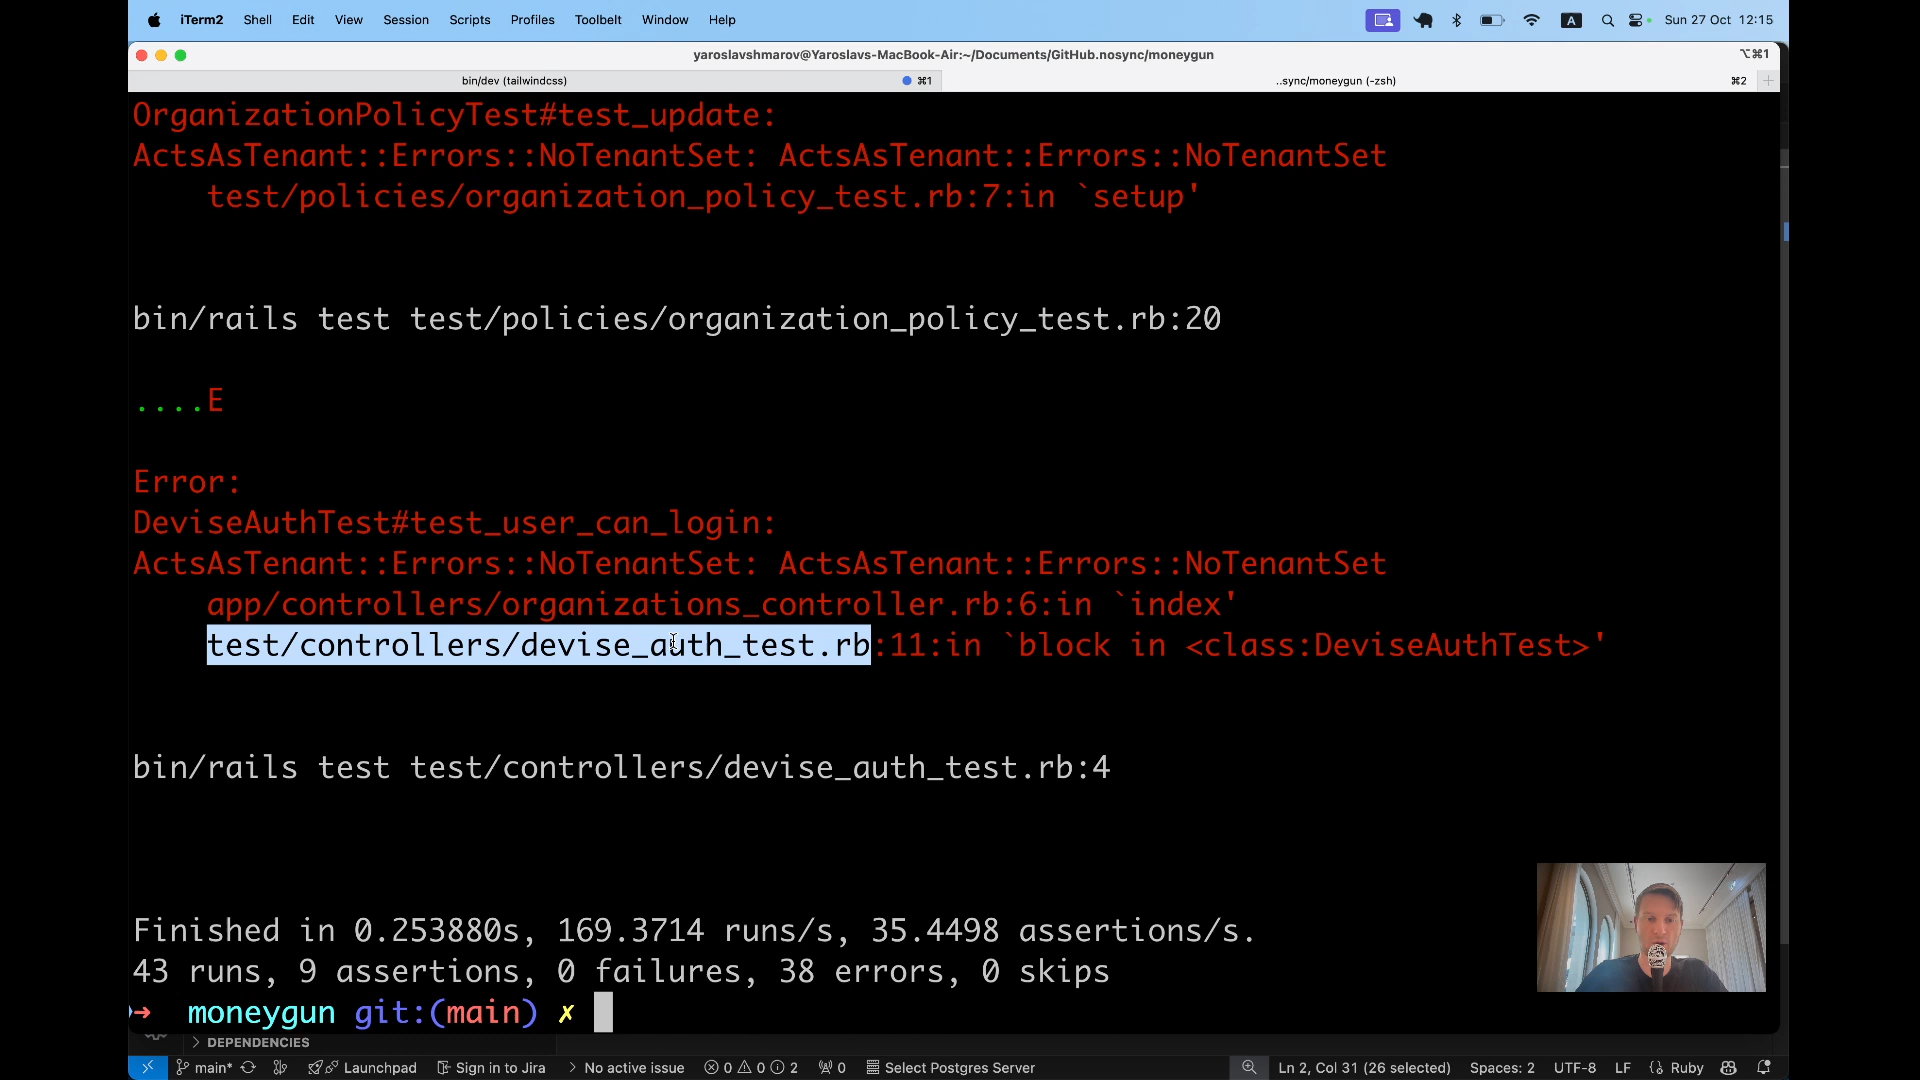 iTerm2 Shell Edit View Session Scripts Profiles Toolbelt Window Help A Sun 27 Oct 12:15
yaroslavshmarov@Yaroslavs-MacBook-Air:~/Documents/GitHub.nosync/moneygun ⌥⌘1
bin/dev (tailwindcss) ⌘1 ..sync/moneygun (-zsh) ⌘2 +
OrganizationPolicyTest#test_update:
ActsAsTenant::Errors::NoTenantSet: ActsAsTenant::Errors::NoTenantSet
test/policies/organization_policy_test.rb:7:in `setup'
bin/rails test test/policies/organization_policy_test.rb:20
....E
Error:
DeviseAuthTest#test_user_can_login:
ActsAsTenant::Errors::NoTenantSet: ActsAsTenant::Errors::NoTenantSet
app/controllers/organizations_controller.rb:6:in `index'
test/controllers/devise_auth_test.rb:11:in `block in <class:DeviseAuthTest>'
bin/rails test test/controllers/devise_auth_test.rb:4
Finished in 0.253880s, 169.3714 runs/s, 35.4498 assertions/s.
43 runs, 9 assertions, 0 failures, 38 errors, 0 skips
➜ moneygun git:(main) ✗
> DEPENDENCIES
main* Launchpad Sign in to Jira > No active issue 0 0 2 0 Select Postgres Server Ln 2, Col 31 (26 selected) Spaces: 2 UTF-8 LF Ruby